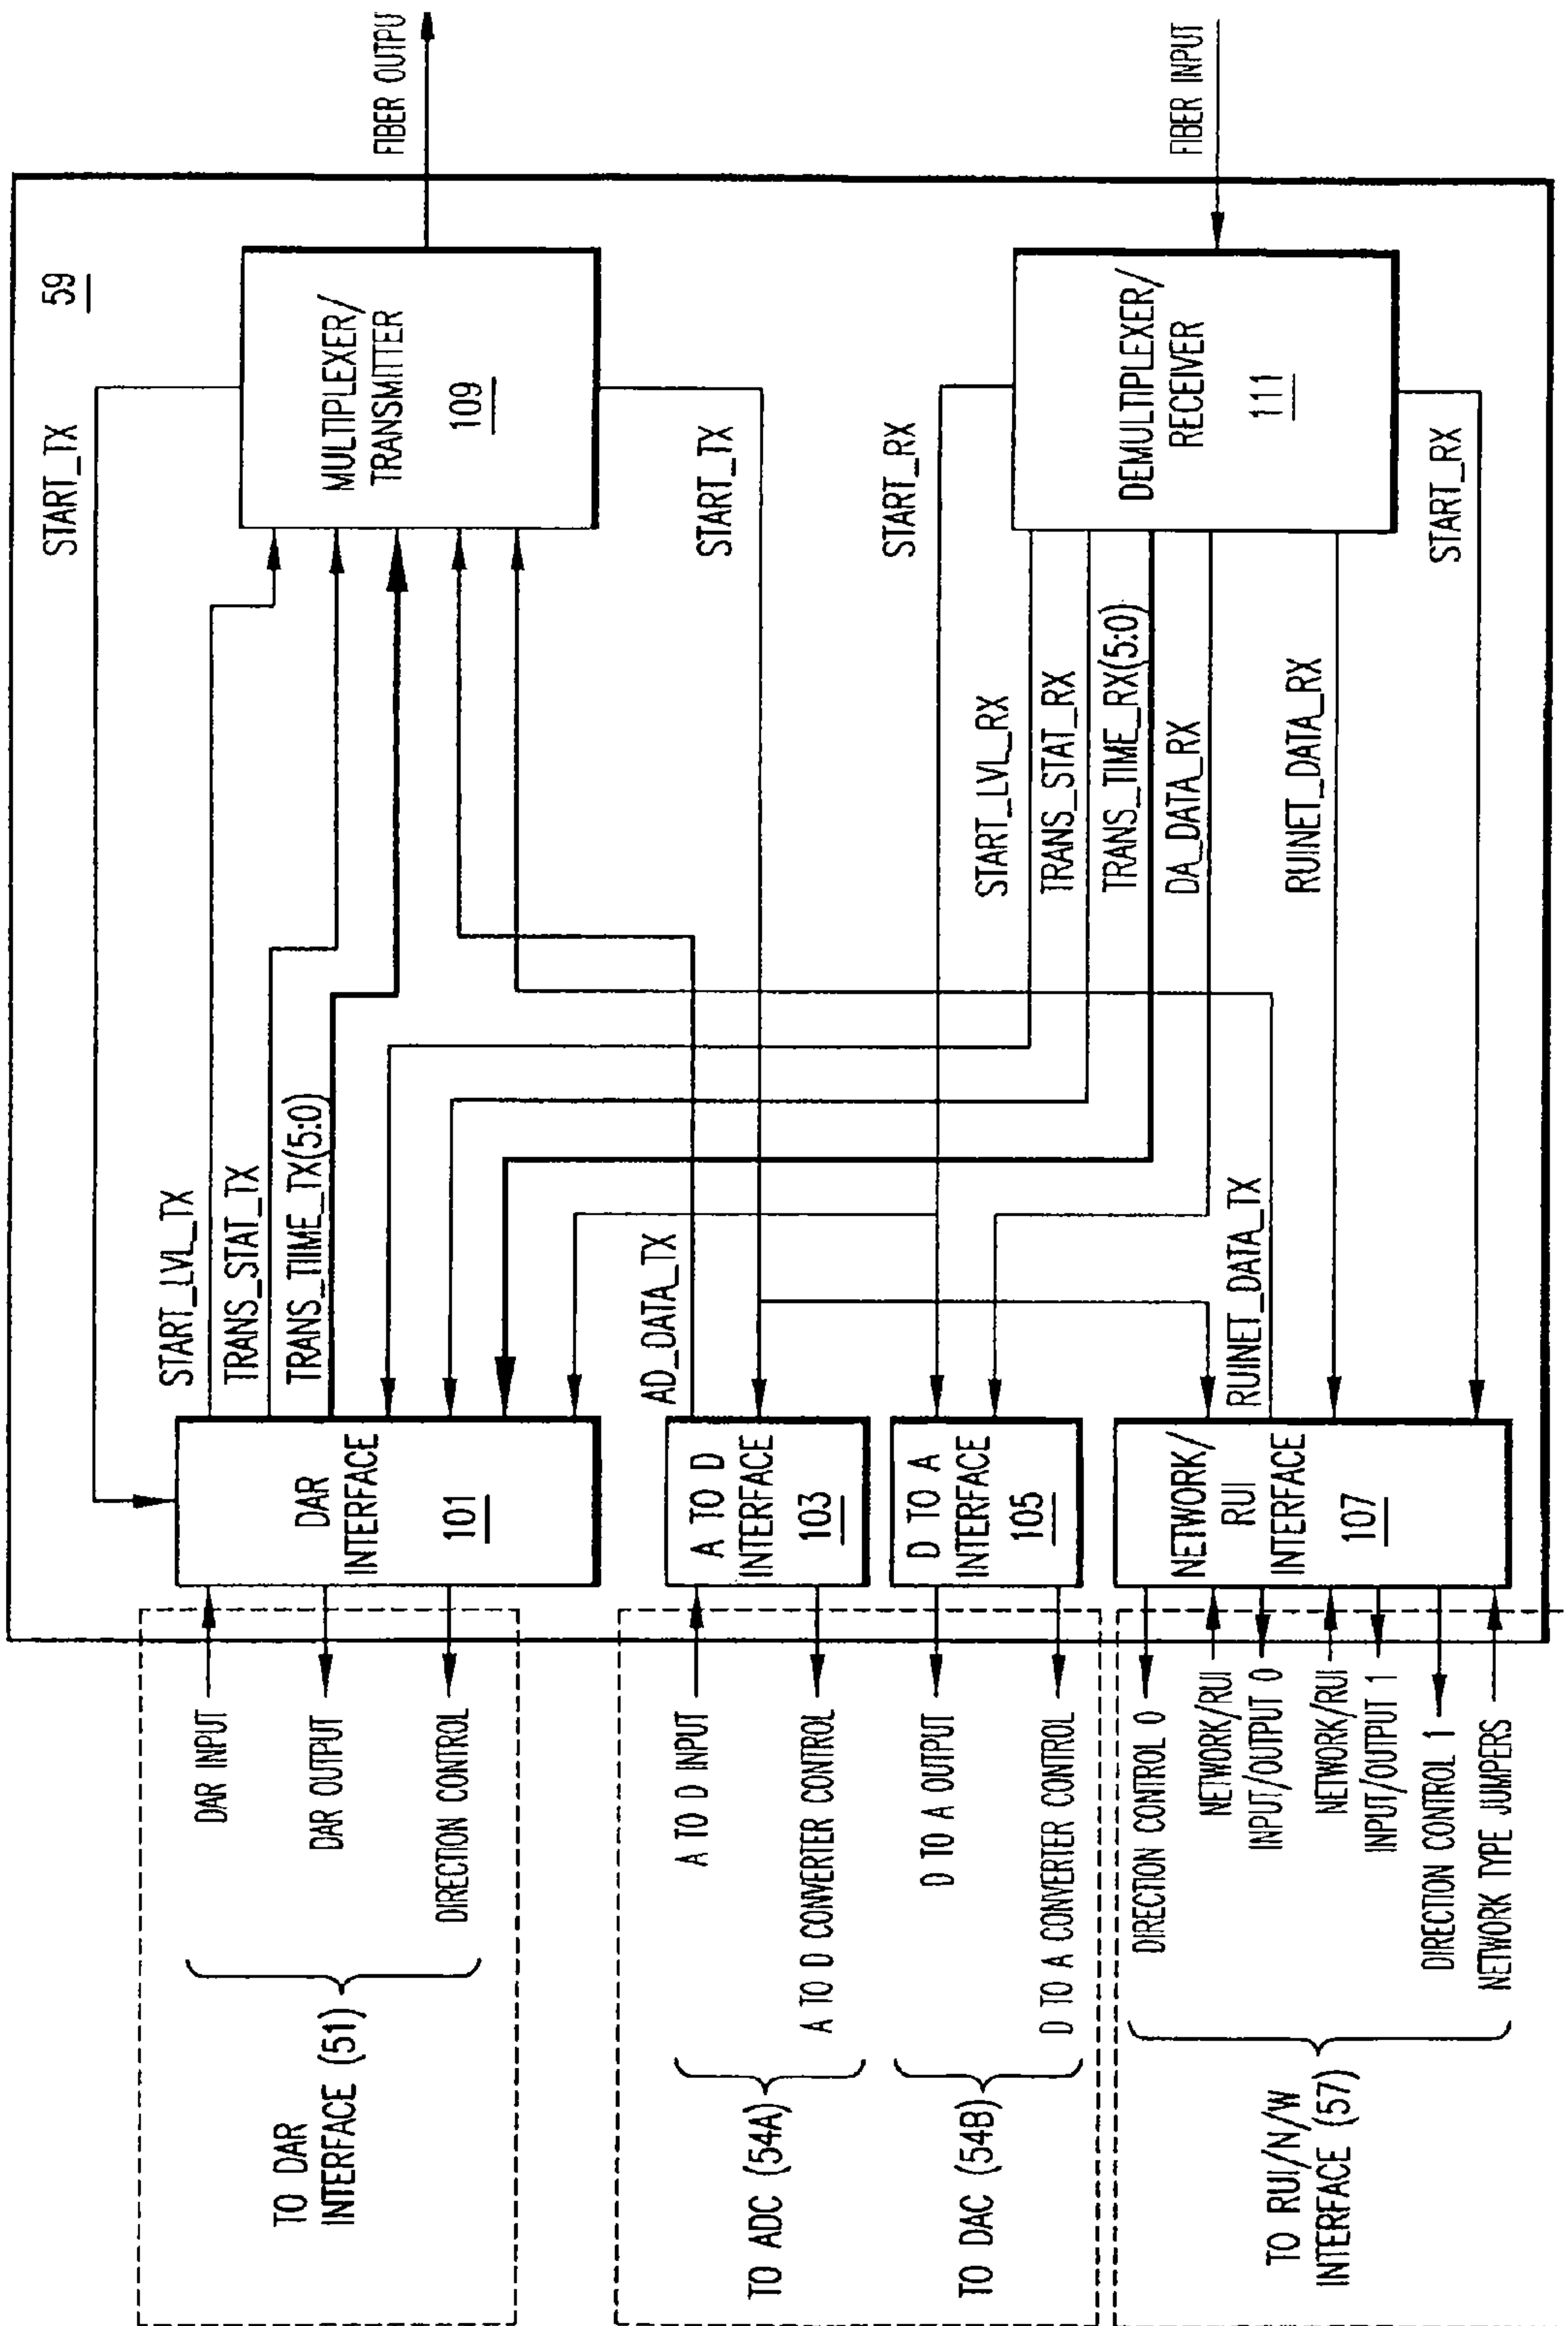 TO DAR
INTERFACE (51)
DAR INPUT
DAR OUTPUT
DIRECTION CONTROL
TO ADC (54A)
A TO D INPUT
A TO D CONVERTER CONTROL
TO DAC (54B)
D TO A OUTPUT
D TO A CONVERTER CONTROL
TO RUI/N/W
INTERFACE (57)
DIRECTION CONTROL 0
NETWORK/RUI
INPUT/OUTPUT 0
NETWORK/RUI
INPUT/OUTPUT 1
DIRECTION CONTROL 1
NETWORK TYPE JUMPERS
DAR
INTERFACE
101
A TO D
INTERFACE
103
D TO A
INTERFACE
105
NETWORK/
RUI
INTERFACE
107
START_LVL_TX
TRANS_STAT_TX
TRANS_TIIME_TX(5:0)
AD_DATA_TX
RUINET_DATA_TX
START_LVL_RX
TRANS_STAT_RX
TRANS_TIME_RX(5:0)
DA_DATA_RX
RUINET_DATA_RX
START_TX
START_TX
START_RX
START_RX
59
MULTIPLEXER/
TRANSMITTER
109
DEMULTIPLEXER/
RECEIVER
111
FIBER OUTPU
FIBER INPUT